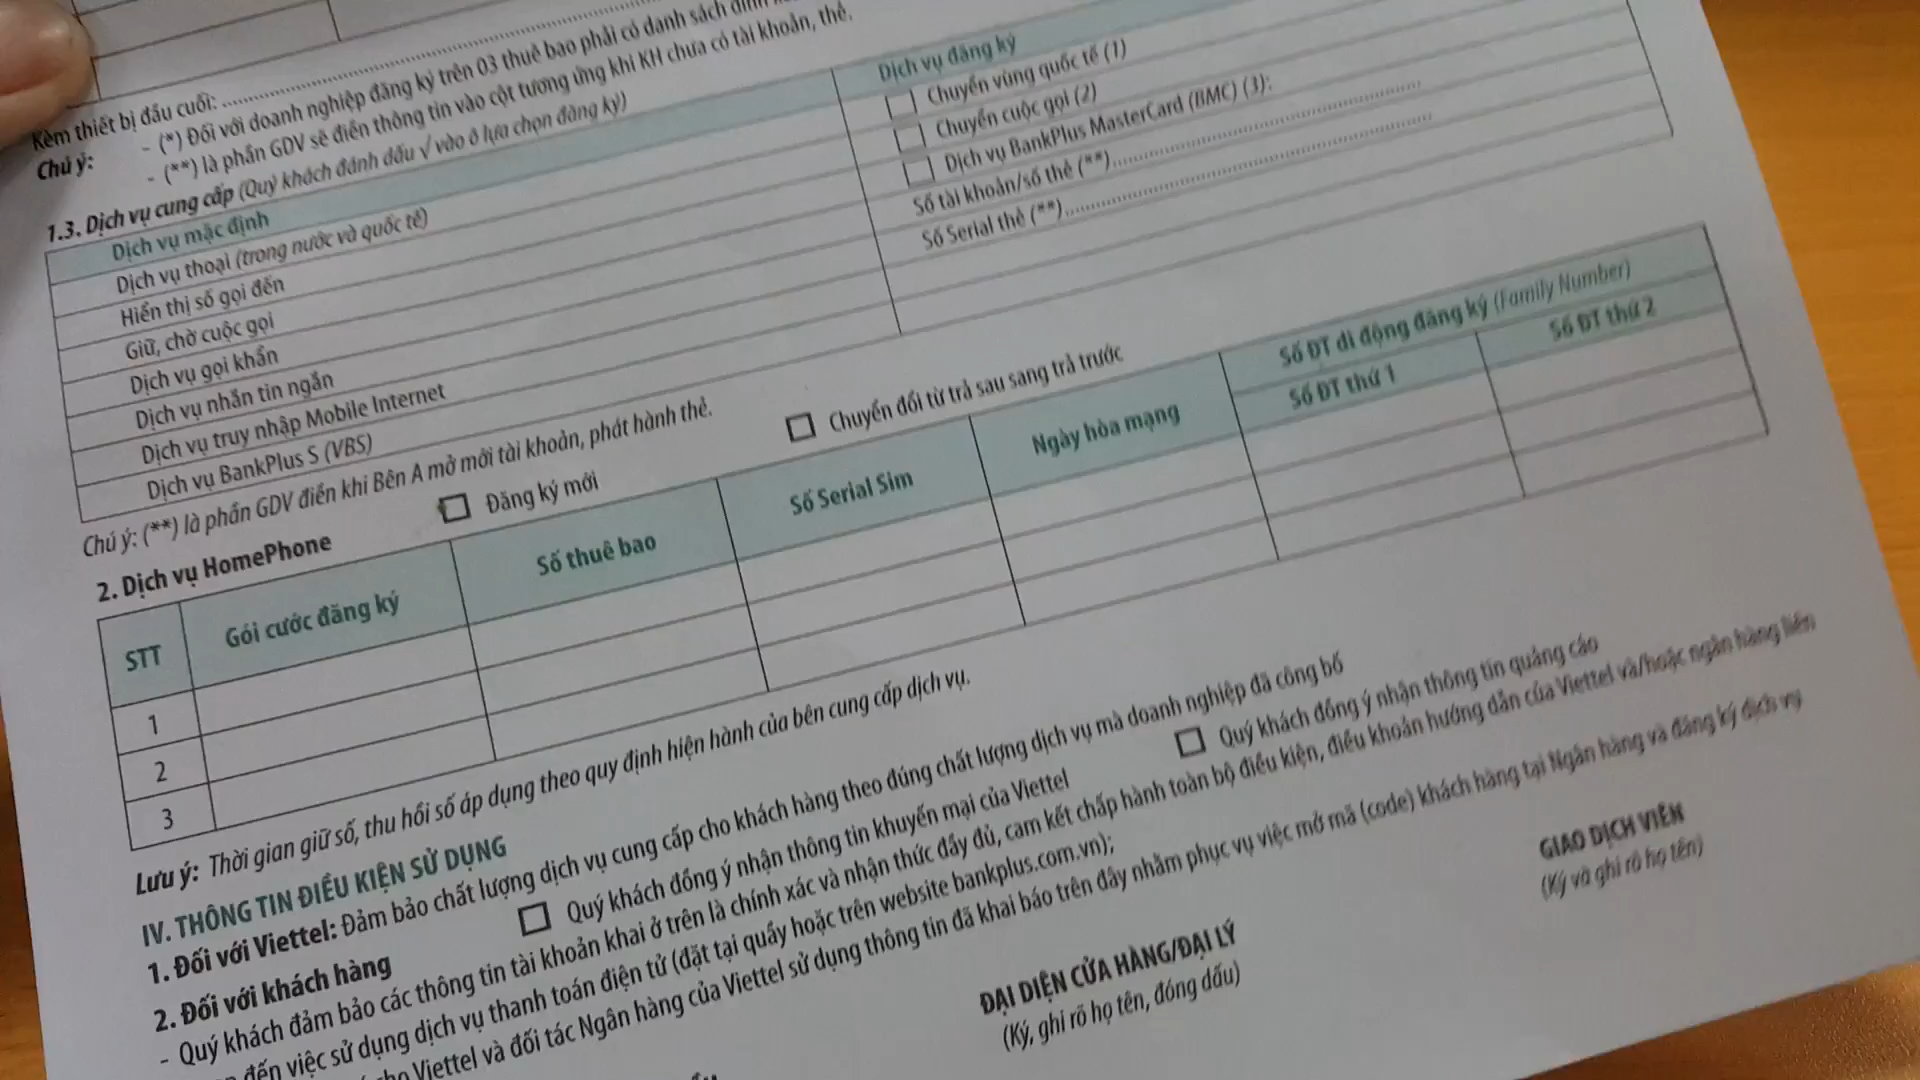 Kèm thiết bị đầu cuối: ..........
Chú ý: - (*) Đối với doanh nghiệp đăng ký trên 03 thuê bao phải có danh sách
- (**) là phần GDV sẽ điền thông tin vào cột tương ứng khi KH chưa có tài khoản, thẻ.
1.3. Dịch vụ cung cấp (Quý khách đánh dấu √ vào ô lựa chọn đăng ký)
Dịch vụ mặc định
Dịch vụ đăng ký
Dịch vụ thoại (trong nước và quốc tế)
Hiển thị số gọi đến
Giữ, chờ cuộc gọi
Dịch vụ gọi khẩn
Dịch vụ nhắn tin ngắn
Dịch vụ truy nhập Mobile Internet
Dịch vụ BankPlus S (VBS)
Chuyển vùng quốc tế (1)
Chuyển cuộc gọi (2)
Dịch vụ BankPlus MasterCard (BMC) (3):
Số tài khoản/số thẻ (**)..........
Số Serial thẻ (**)..........
Chú ý: (**) là phần GDV điền khi Bên A mở mới tài khoản, phát hành thẻ.
2. Dịch vụ HomePhone
Đăng ký mới
Chuyển đổi từ trả sau sang trả trước
STT
Gói cước đăng ký
Số thuê bao
Số Serial Sim
Ngày hòa mạng
Số ĐT di động đăng ký (Family Number)
Số ĐT thứ 1
Số ĐT thứ 2
1
2
3
Lưu ý: Thời gian giữ số, thu hồi số áp dụng theo quy định hiện hành của bên cung cấp dịch vụ.
IV. THÔNG TIN ĐIỀU KIỆN SỬ DỤNG
1. Đối với Viettel: Đảm bảo chất lượng dịch vụ cung cấp cho khách hàng theo đúng chất lượng dịch vụ mà doanh nghiệp đã công bố
2. Đối với khách hàng
Quý khách đồng ý nhận thông tin khuyến mại của Viettel
Quý khách đồng ý nhận thông tin quảng cáo
- Quý khách đảm bảo các thông tin tài khoản khai ở trên là chính xác và nhận thức đầy đủ, cam kết chấp hành toàn bộ điều kiện, điều khoản hướng dẫn của Viettel và/hoặc ngân hàng liên
đến việc sử dụng dịch vụ thanh toán điện tử (đặt tại quầy hoặc trên website bankplus.com.vn);
cho Viettel và đối tác Ngân hàng của Viettel sử dụng thông tin đã khai báo trên đây nhằm phục vụ việc mở mã (code) khách hàng tại Ngân hàng và đăng ký dịch vụ
ĐẠI DIỆN CỬA HÀNG/ĐẠI LÝ
(Ký, ghi rõ họ tên, đóng dấu)
GIAO DỊCH VIÊN
(Ký và ghi rõ họ tên)